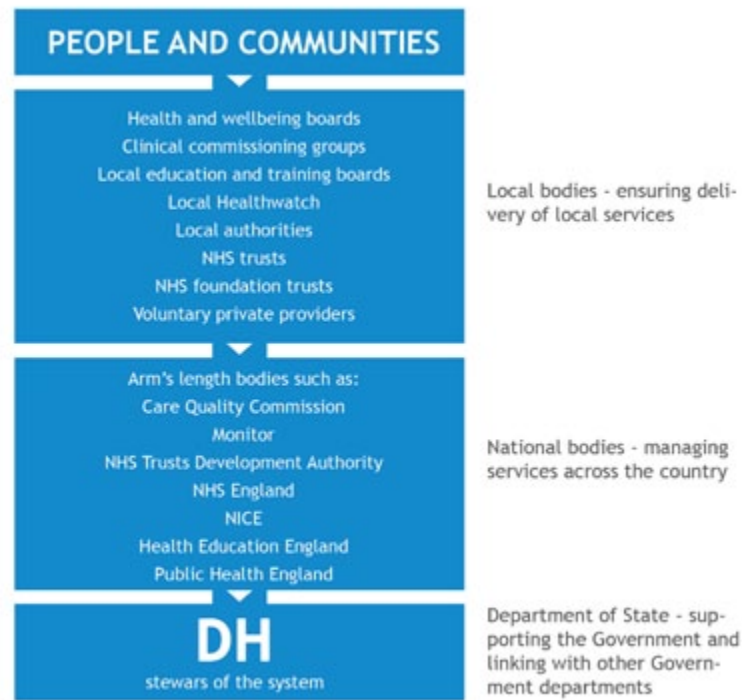 PEOPLE AND COMMUNITIES
Health and wellbeing boards
Clinical commissioning groups
Local education and training boards
Local Healthwatch
Local authorities
NHS trusts
NHS foundation trusts
Voluntary private providers
Local bodies - ensuring deli-
very of local services
Arm's length bodies such as:
Care Quality Commission
Monitor
NHS Trusts Development Authority
NHS England
NICE
Health Education England
Public Health England
National bodies - managing
services across the country
DH
stewars of the system
Department of State - sup-
porting the Government and
linking with other Govern-
ment departments